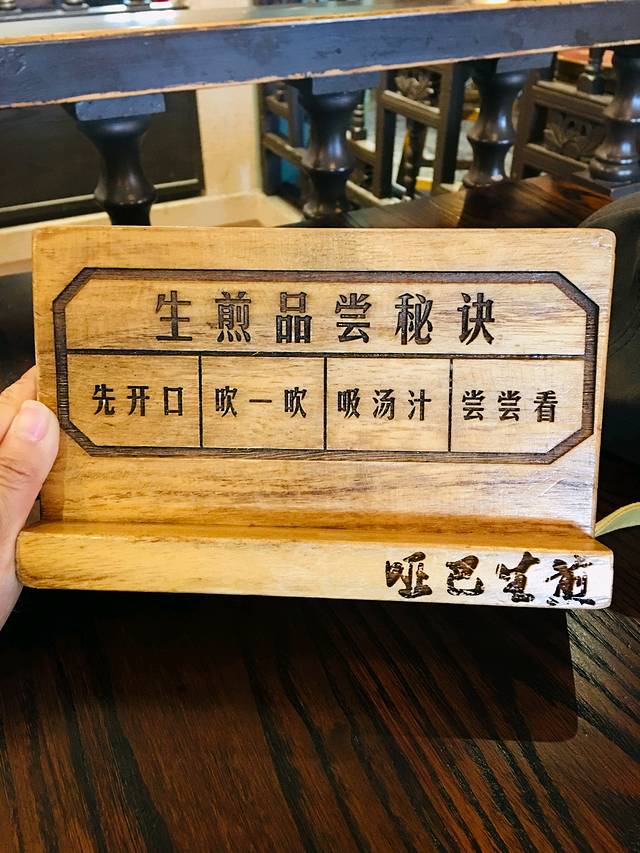 生煎品尝秘诀
先开口 吹一吹 吸汤汁 尝尝看
哑巴生煎